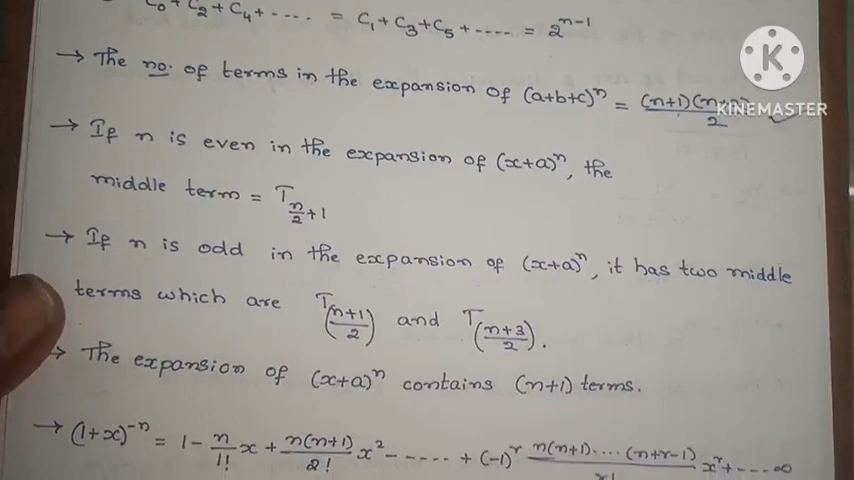 C₀ + C₂ + C₄ + ---- = C₁ + C₃ + C₅ + ---- = 2^(n-1)
→ The no. of terms in the expansion of (a+b+c)^n = (n+1)( /2
KINEMASTER
→ If n is even in the expansion of (x+a)^n, the
middle term = T_(n/2+1)
→ If n is odd in the expansion of (x+a)^n, it has two middle
terms which are T_((n+1)/2) and T_((n+3)/2).
→ The expansion of (x+a)^n contains (n+1) terms.
→ (1+x)^(-n) = 1 - n/1! x + n(n+1)/2! x² - ----- + (-1)^r n(n+1)....(n+r-1)/r! x^r + ---- ∞